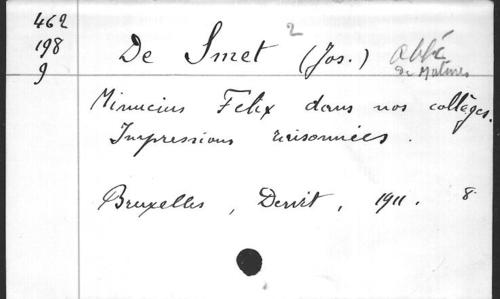 462
198
9
De Smet 2 (Jos.) abbé
de Malines
Minucius Felix dans nos collèges.
Impressions raisonnées.
Bruxelles, Dewit, 1911. 8